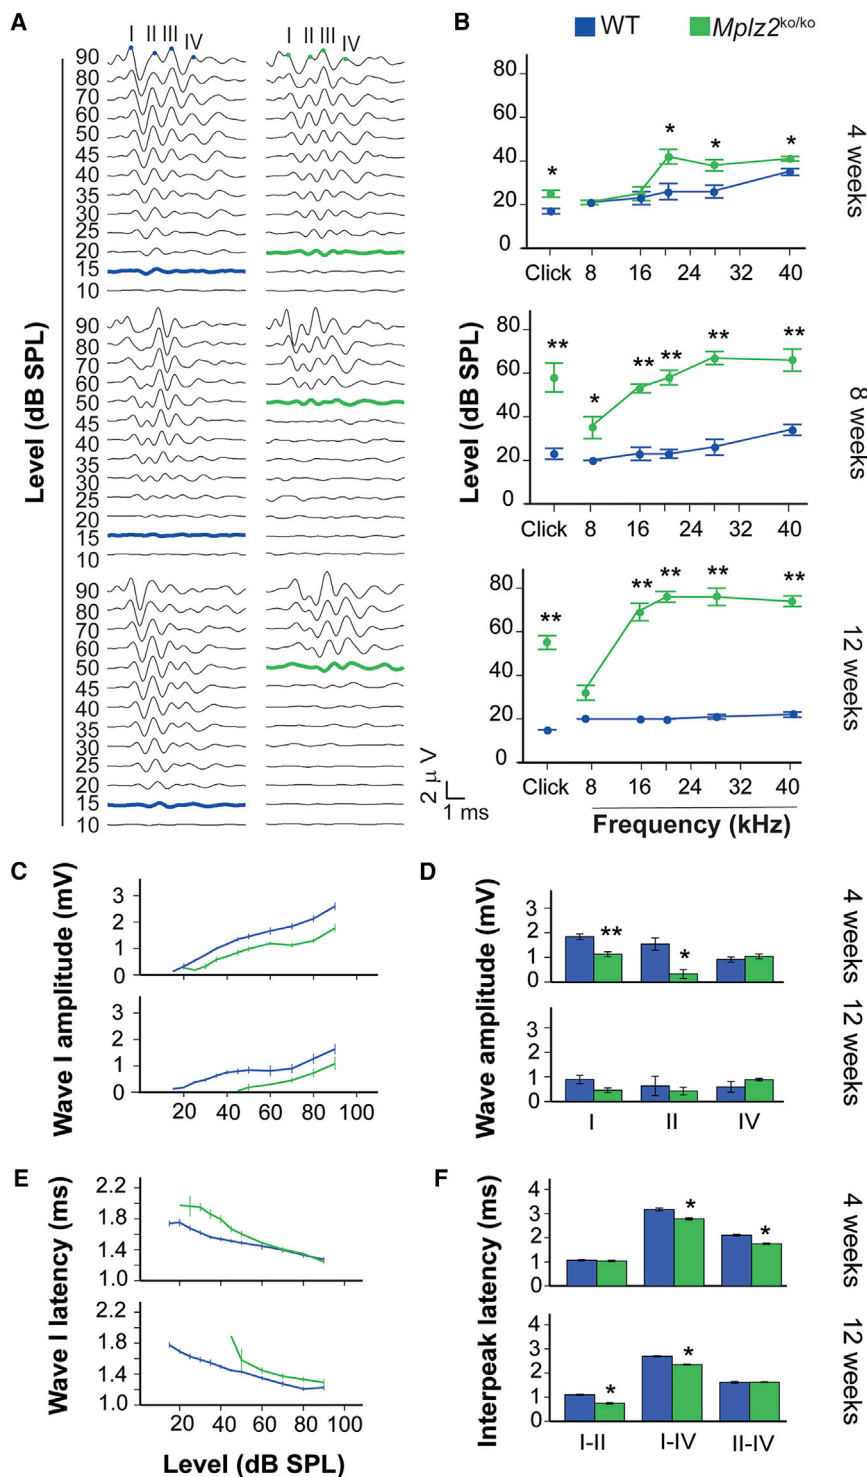 A
I II III IV
I II III IV
90
80
70
60
50
45
40
35
30
25
20
15
10
90
80
70
60
50
45
40
35
30
25
20
15
10
90
80
70
60
50
45
40
35
30
25
20
15
10
Level (dB SPL)
2 μ V
1 ms
B
WT
Mplz2ko/ko
80
60
40
20
0
* * * *
Click 8 16 24 32 40
4 weeks
Level (dB SPL)
80
60
40
20
0
** * ** ** ** **
Click 8 16 24 32 40
8 weeks
80
60
40
20
0
** ** ** ** **
Click 8 16 24 32 40
12 weeks
Frequency (kHz)
C
Wave I amplitude (mV)
3
2
1
0
3
2
1
0
20 40 60 80 100
D
Wave amplitude (mV)
3
2
1
0
** *
4 weeks
3
2
1
0
I II IV
12 weeks
E
Wave I latency (ms)
2.2
1.8
1.4
1.0
2.2
1.8
1.4
1.0
20 40 60 80 100
Level (dB SPL)
F
Interpeak latency (ms)
4
3
2
1
0
* *
4 weeks
4
3
2
1
0
* *
I-II I-IV II-IV
12 weeks